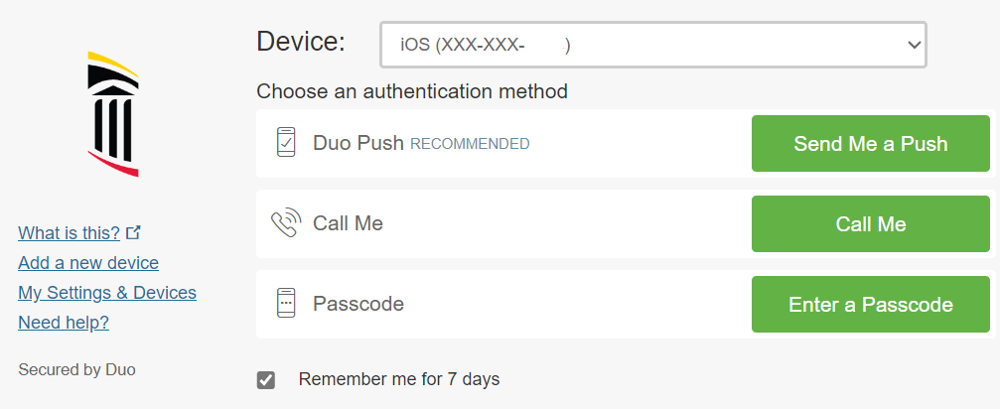 Device:
iOS (XXX-XXX- )
Choose an authentication method
Duo Push RECOMMENDED
Send Me a Push
Call Me
Call Me
Passcode
Enter a Passcode
Remember me for 7 days
What is this?
Add a new device
My Settings & Devices
Need help?
Secured by Duo